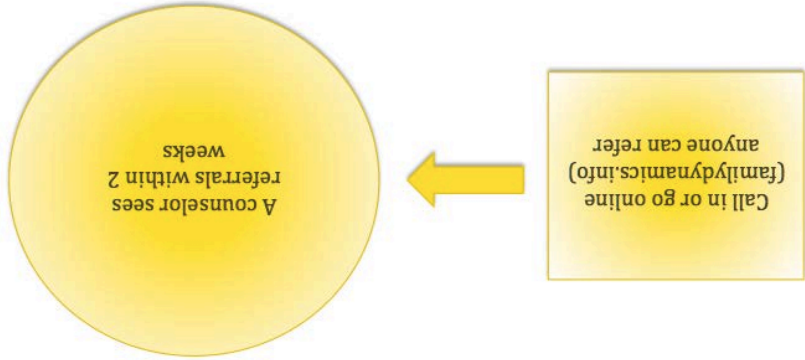 Call in or go online
(familydynamics.info)
anyone can refer
A counselor sees
referrals within 2
weeks